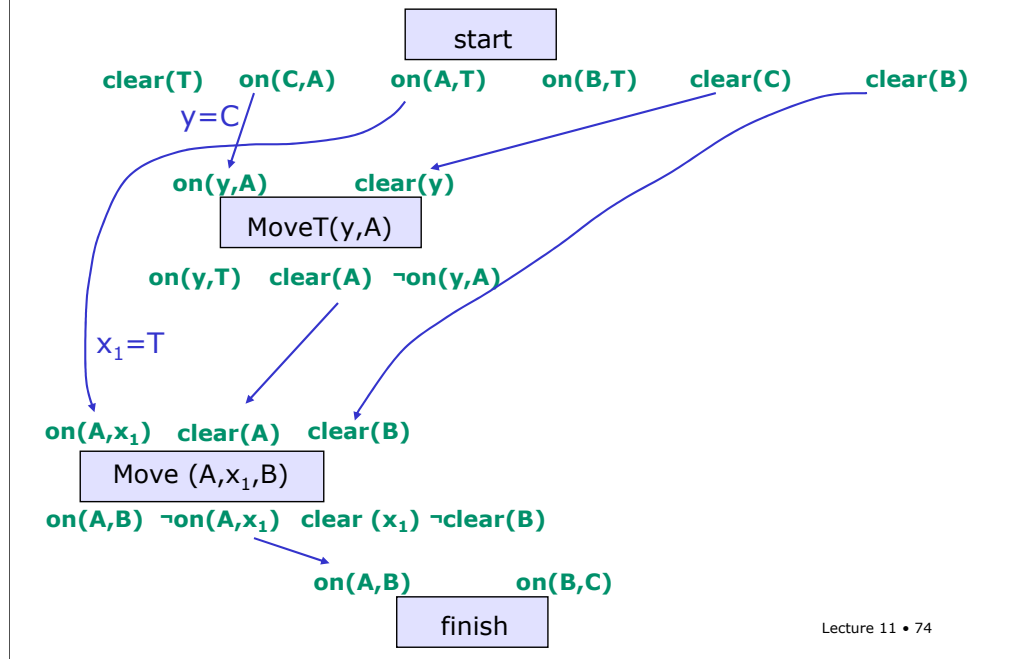 start
clear(T) on(C,A) on(A,T) on(B,T) clear(C) clear(B)
y=C
on(y,A) clear(y)
MoveT(y,A)
on(y,T) clear(A) ¬on(y,A)
x₁=T
on(A,x₁) clear(A) clear(B)
Move (A,x₁,B)
on(A,B) ¬on(A,x₁) clear (x₁) ¬clear(B)
on(A,B) on(B,C)
finish
Lecture 11 • 74